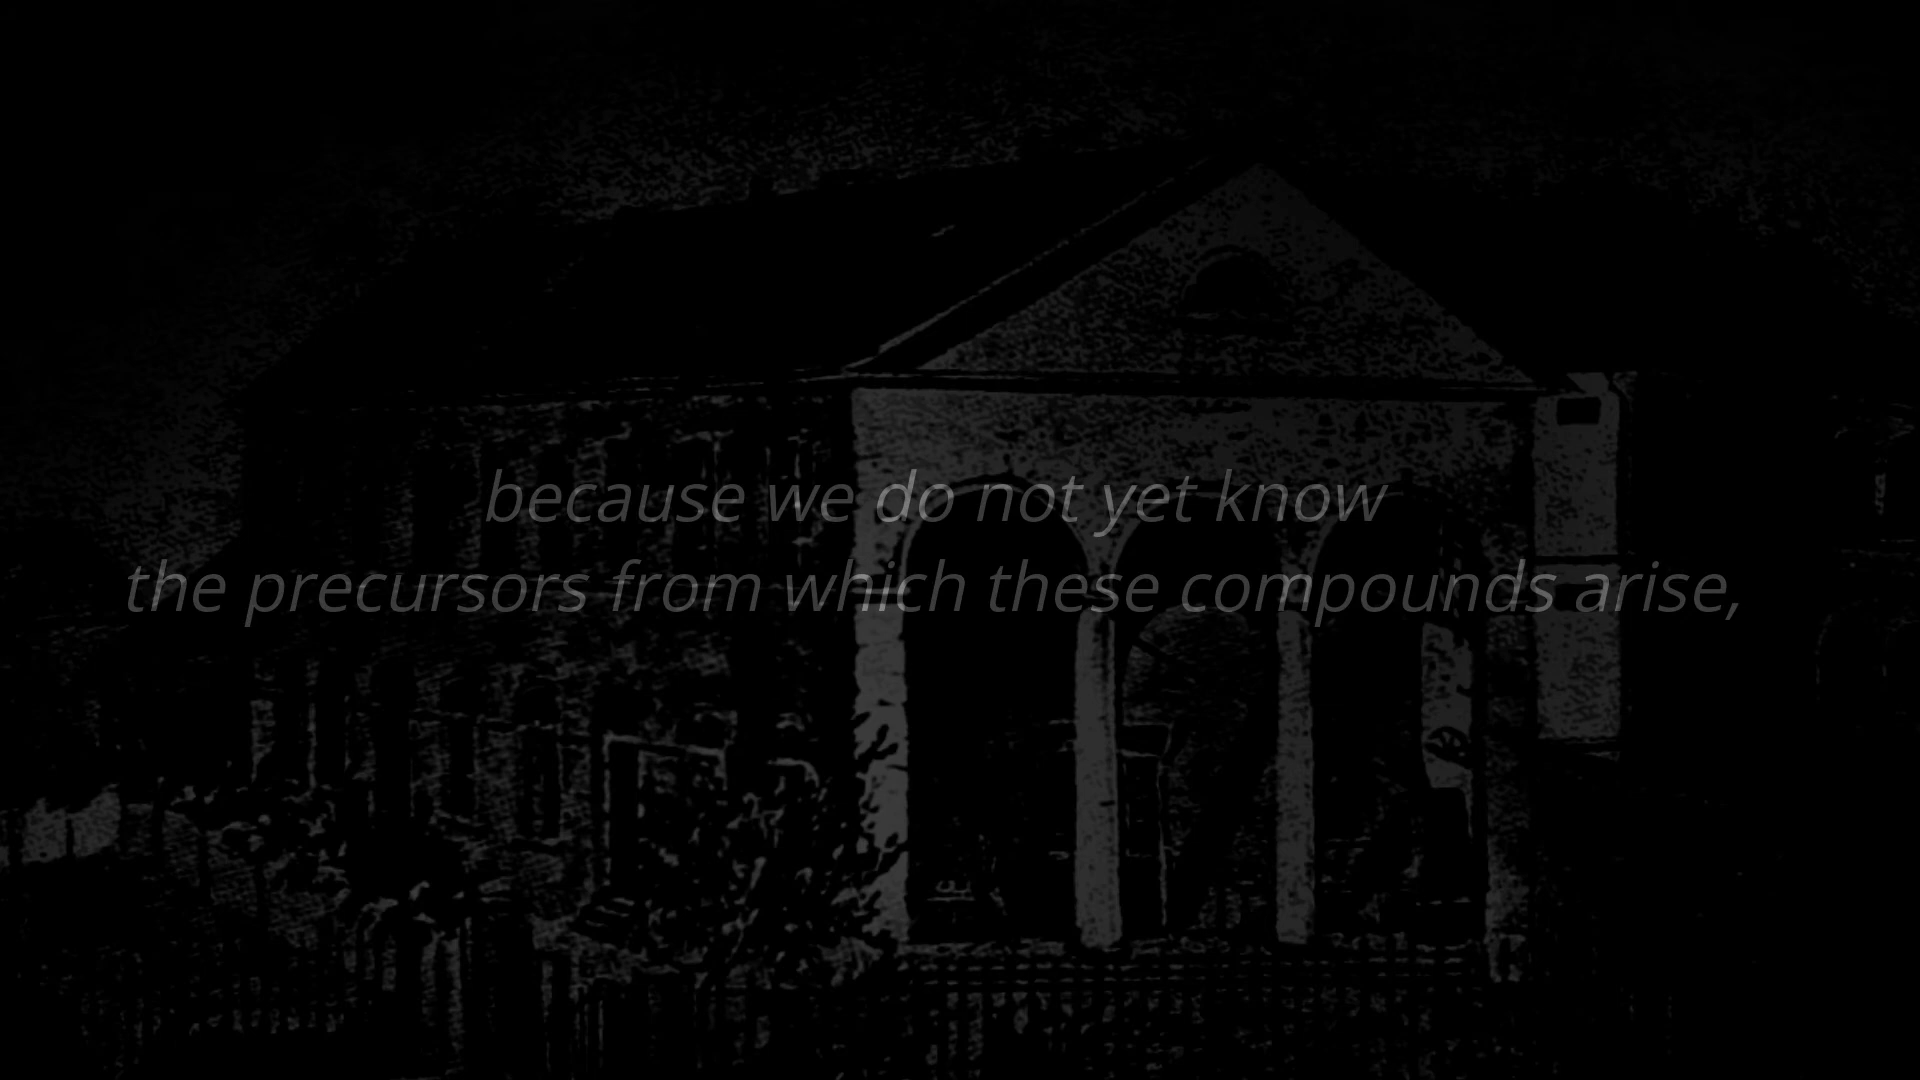 because we do not yet know
the precursors from which these compounds arise,